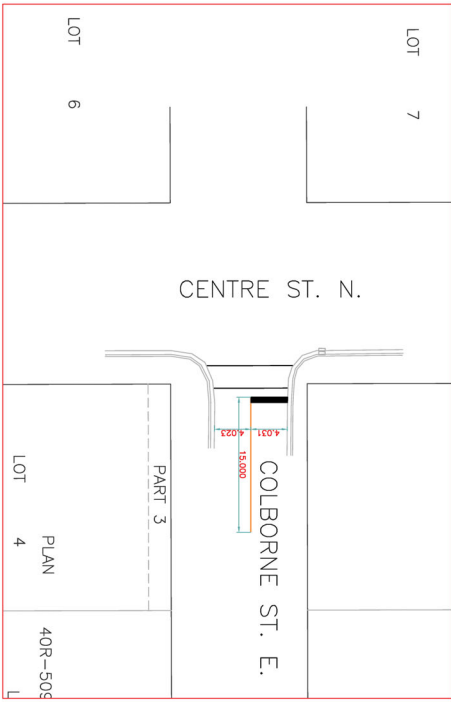 LOT
6
LOT
7
CENTRE ST. N.
4.023
4.031
15.000
COLBORNE ST. E.
PART 3
LOT
4
PLAN
40R-509
L